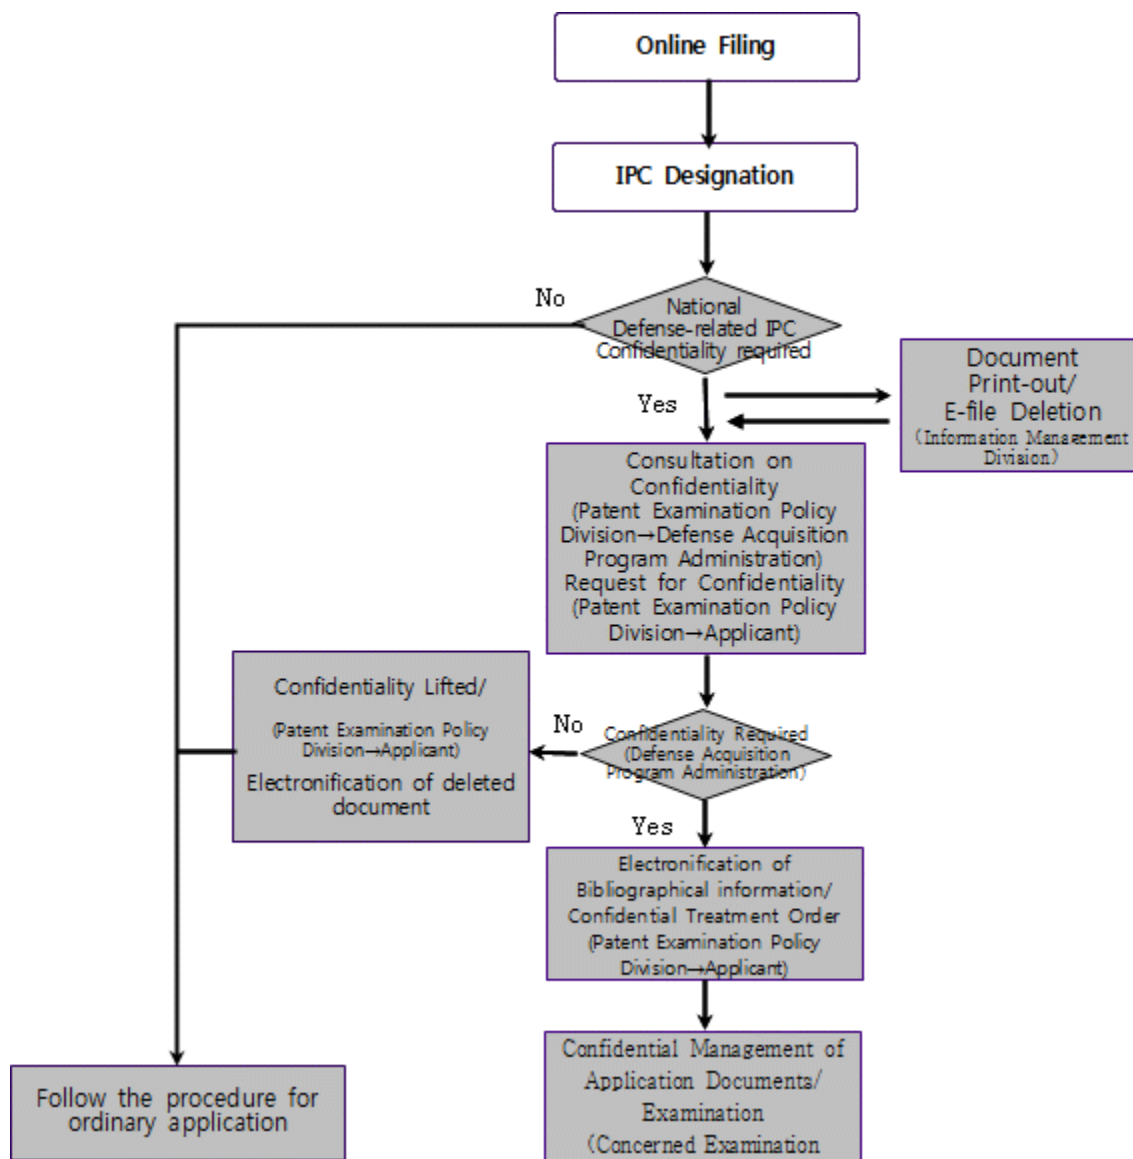 Online Filing
IPC Designation
No
National
Defense-related IPC
Confidentiality required
Yes
Document
Print-out/
E-file Deletion
(Information Management
Division)
Consultation on
Confidentiality
(Patent Examination Policy
Division→Defense Acquisition
Program Administration)
Request for Confidentiality
(Patent Examination Policy
Division→Applicant)
Confidentiality Lifted/
(Patent Examination Policy
Division→Applicant)
Electronification of deleted
document
No
Confidentiality Required
(Defense Acquisition
Program Administration)
Yes
Electronification of
Bibliographical information/
Confidential Treatment Order
(Patent Examination Policy
Division→Applicant)
Follow the procedure for
ordinary application
Confidential Management of
Application Documents/
Examination
(Concerned Examination